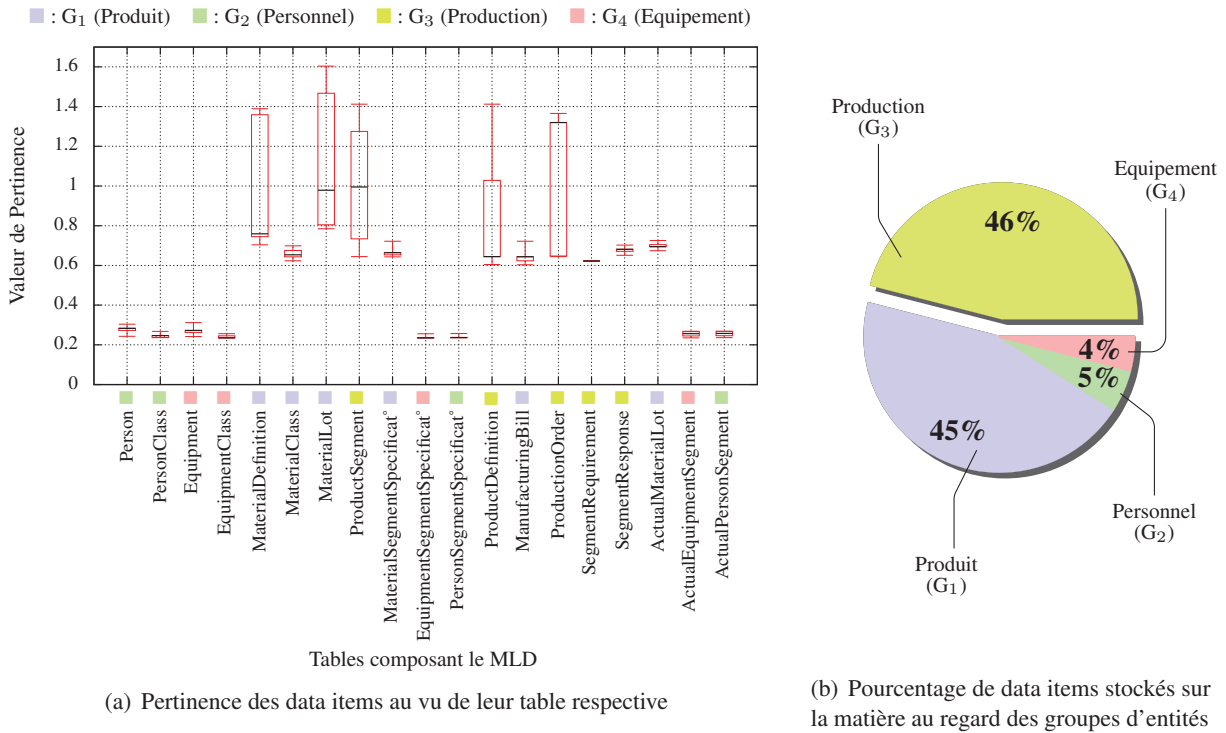 : G1 (Produit) : G2 (Personnel) : G3 (Production) : G4 (Equipement)
Valeur de Pertinence
1.6
1.4
1.2
1
0.8
0.6
0.4
0.2
0
Person
PersonClass
Equipment
EquipmentClass
MaterialDefinition
MaterialClass
MaterialLot
ProductSegment
MaterialSegmentSpecificat°
EquipmentSegmentSpecificat°
PersonSegmentSpecificat°
ProductDefinition
ManufacturingBill
ProductionOrder
SegmentRequirement
SegmentResponse
ActualMaterialLot
ActualEquipmentSegment
ActualPersonSegment
Tables composant le MLD
(a) Pertinence des data items au vu de leur table respective
Production
(G3)
Equipement
(G4)
46%
4%
5%
45%
Personnel
(G2)
Produit
(G1)
(b) Pourcentage de data items stockés sur
la matière au regard des groupes d'entités